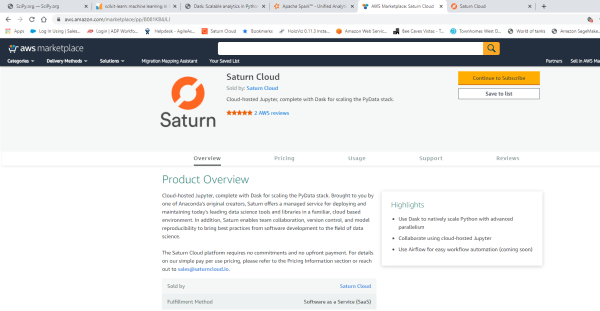 SciPy.org — SciPy.org
scikit-learn: machine learning in
Dask: Scalable analytics in Python
Apache Spark™ - Unified Analyti
AWS Marketplace: Saturn Cloud
Saturn Cloud
aws.amazon.com/marketplace/pp/
Apps
Log In Using | Sales...
Login | ADP Workfo...
Helpdesk - AgileAs...
Saturn Cloud
Bookmarks
HoloViz 0.11.3 insta...
Amazon Web Servic...
Bee Caves Vistas - T...
Townhomes West D...
World of tanks
Amazon SageMake...
aws marketplace
Categories
Delivery Methods
Solutions
Migration Mapping Assistant
Your Saved List
Partners
Sell in AWS Ma
Saturn
Saturn Cloud
Sold by: Saturn Cloud
Cloud-hosted Jupyter, complete with Dask for scaling the PyData stack.
2 AWS reviews
Continue to Subscribe
Save to list
Overview
Pricing
Usage
Support
Reviews
Product Overview
Cloud-hosted Jupyter, complete with Dask for scaling the PyData stack. Brought to you by
one of Anaconda's original creators, Saturn offers a managed service for deploying and
maintaining today's leading data science tools and libraries in a familiar, cloud based
environment. In addition, Saturn enables team collaboration, version control, and model
reproducibility to bring best practices from software development to the field of data
science.
The Saturn Cloud platform requires no commitments and no upfront payment. For details
on our simple pay per use pricing, please refer to the Pricing Information section or reach
out to sales@saturncloud.io.
Sold by
Saturn Cloud
Fulfillment Method
Software as a Service (SaaS)
Highlights
Use Dask to natively scale Python with advanced
parallelism
Collaborate using cloud-hosted Jupyter
Use Airflow for easy workflow automation (coming soon)